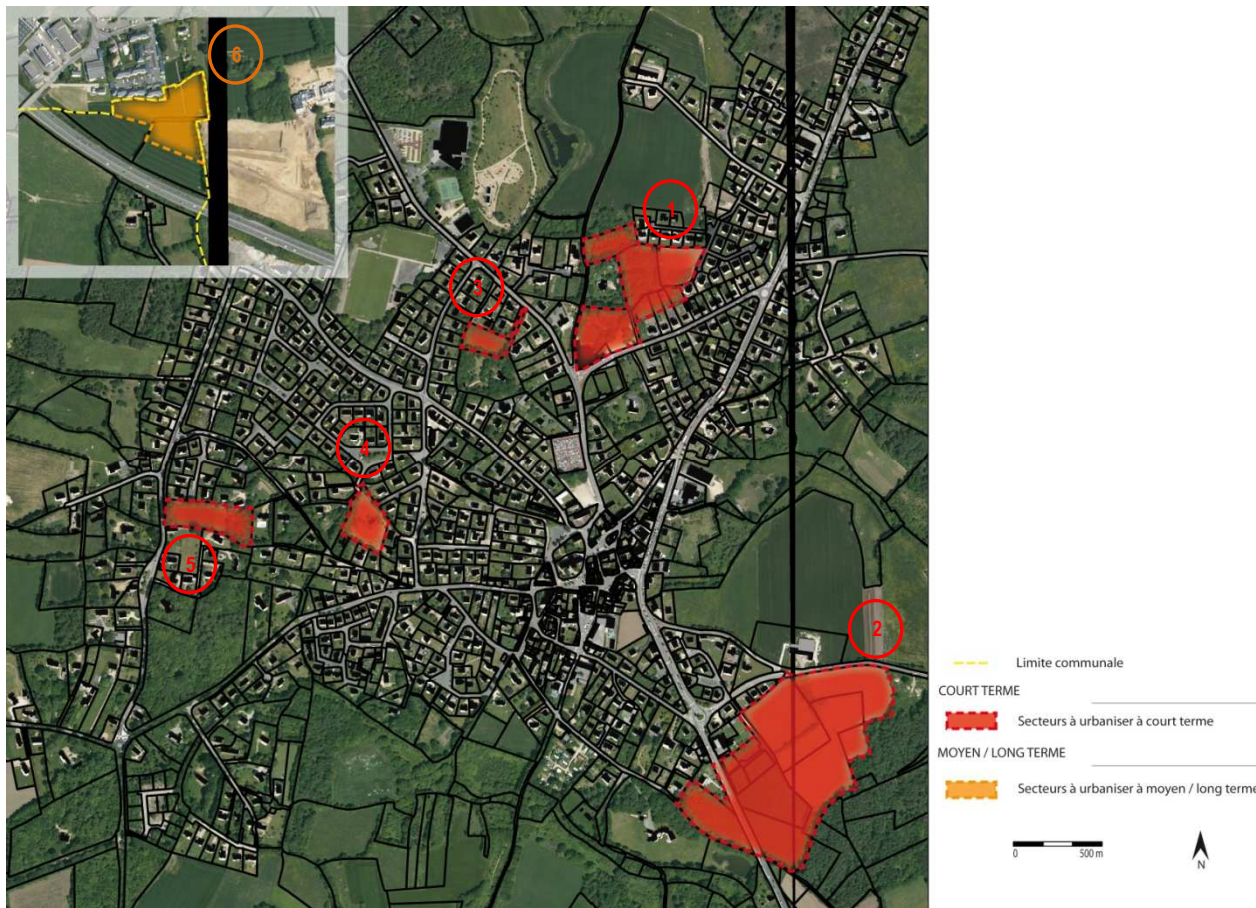 6
1
3
4
5
2
Limite communale
COURT TERME
Secteurs à urbaniser à court terme
MOYEN / LONG TERME
Secteurs à urbaniser à moyen / long terme
0 500 m
N